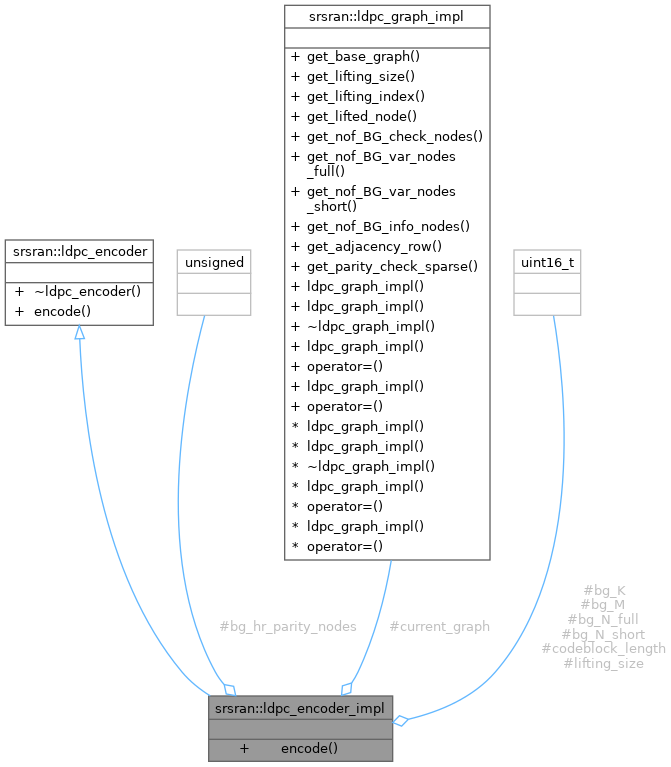 srsran::ldpc_graph_impl
+ get_base_graph()
+ get_lifting_size()
+ get_lifting_index()
+ get_lifted_node()
+ get_nof_BG_check_nodes()
+ get_nof_BG_var_nodes
_full()
+ get_nof_BG_var_nodes
_short()
+ get_nof_BG_info_nodes()
+ get_adjacency_row()
+ get_parity_check_sparse()
+ ldpc_graph_impl()
+ ldpc_graph_impl()
+ ~ldpc_graph_impl()
+ ldpc_graph_impl()
+ operator=()
+ ldpc_graph_impl()
+ operator=()
* ldpc_graph_impl()
* ldpc_graph_impl()
* ~ldpc_graph_impl()
* ldpc_graph_impl()
* operator=()
* ldpc_graph_impl()
* operator=()
srsran::ldpc_encoder
+ ~ldpc_encoder()
+ encode()
unsigned
uint16_t
#bg_hr_parity_nodes
#current_graph
#bg_K
#bg_M
#bg_N_full
#bg_N_short
#codeblock_length
#lifting_size
srsran::ldpc_encoder_impl
+ encode()